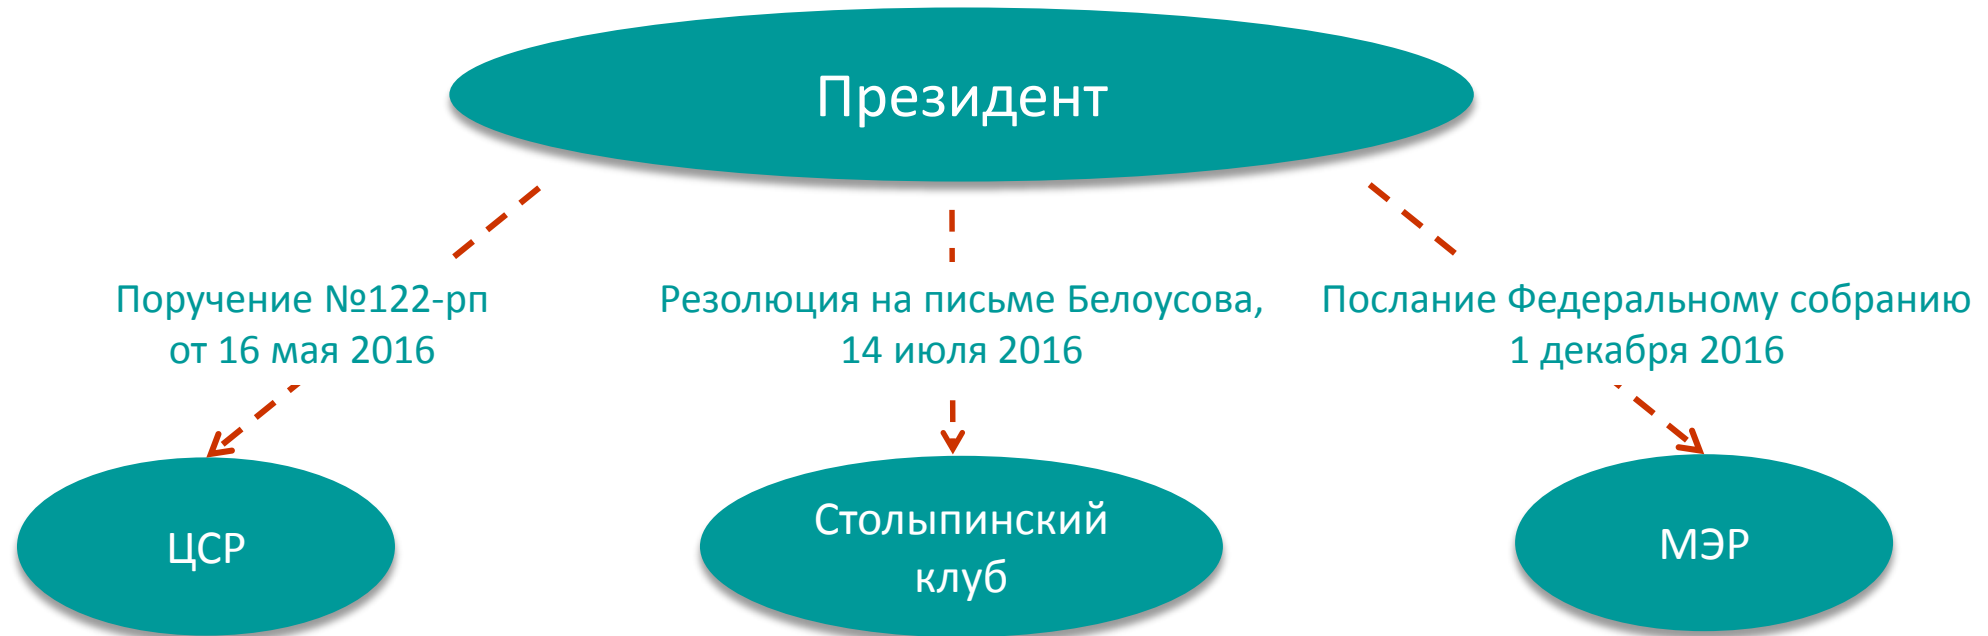 Президент
Поручение №122-рп
от 16 мая 2016
Резолюция на письме Белоусова,
14 июля 2016
Послание Федеральному собранию
1 декабря 2016
ЦСР
Столыпинский
клуб
МЭР